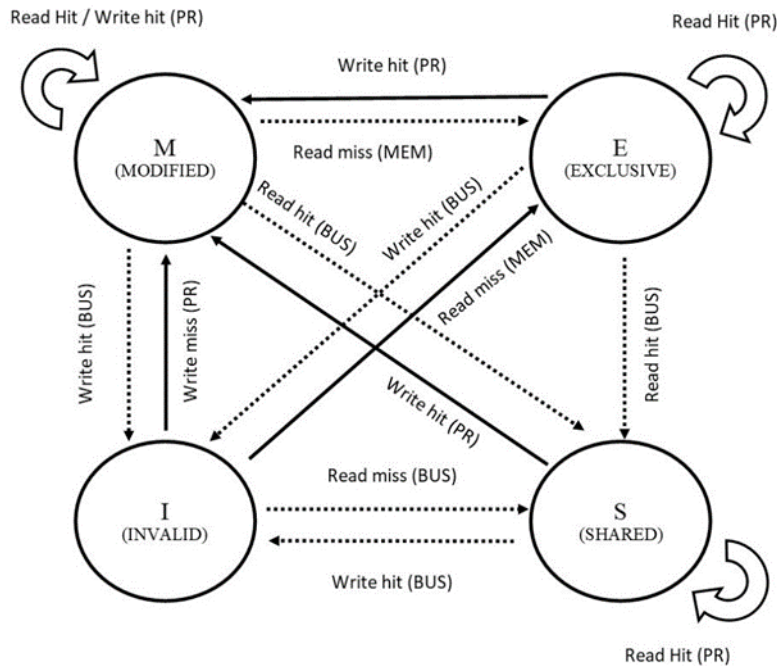 Read Hit / Write hit (PR)
Read Hit (PR)
Write hit (PR)
M
(MODIFIED)
E
(EXCLUSIVE)
Read miss (MEM)
Read hit (BUS)
Write hit (BUS)
Read miss (MEM)
Write hit (BUS)
Write miss (PR)
Read hit (BUS)
Write hit (PR)
I
(INVALID)
Read miss (BUS)
S
(SHARED)
Write hit (BUS)
Read Hit (PR)